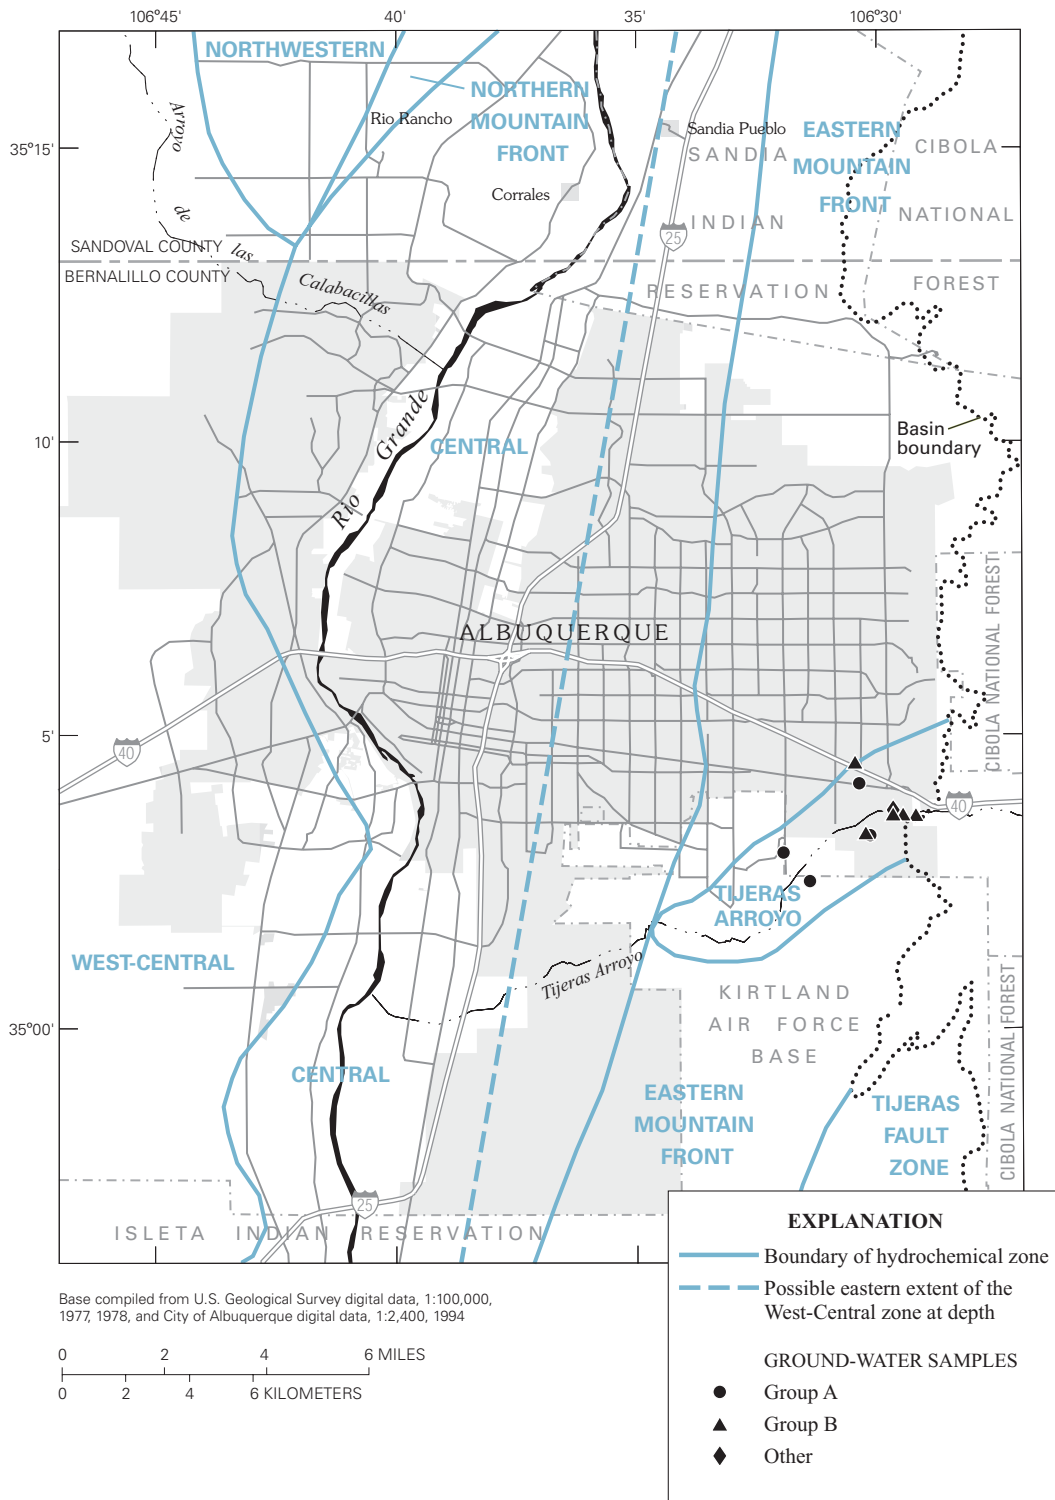 106°45'
40'
35'
106°30'
NORTHWESTERN
NORTHERN
MOUNTAIN
FRONT
Rio Rancho
Arroyo
de
las
Calabacillas
Sandia Pueblo
EASTERN
MOUNTAIN
FRONT
CIBOLA
NATIONAL
FOREST
35°15'
SANDIA
INDIAN
RESERVATION
Corrales
25
SANDOVAL COUNTY
BERNALILLO COUNTY
Rio
Grande
CENTRAL
10'
Basin
boundary
CIBOLA NATIONAL FOREST
ALBUQUERQUE
5'
40
40
TIJERAS
ARROYO
WEST-CENTRAL
Tijeras Arroyo
KIRTLAND
AIR FORCE
BASE
35°00'
CENTRAL
EASTERN
MOUNTAIN
FRONT
TIJERAS
FAULT
ZONE
CIBOLA NATIONAL FOREST
25
ISLETA INDIAN RESERVATION
EXPLANATION
Boundary of hydrochemical zone
Possible eastern extent of the
West-Central zone at depth
GROUND-WATER SAMPLES
Group A
Group B
Other
Base compiled from U.S. Geological Survey digital data, 1:100,000,
1977, 1978, and City of Albuquerque digital data, 1:2,400, 1994
0 2 4 6 MILES
0 2 4 6 KILOMETERS